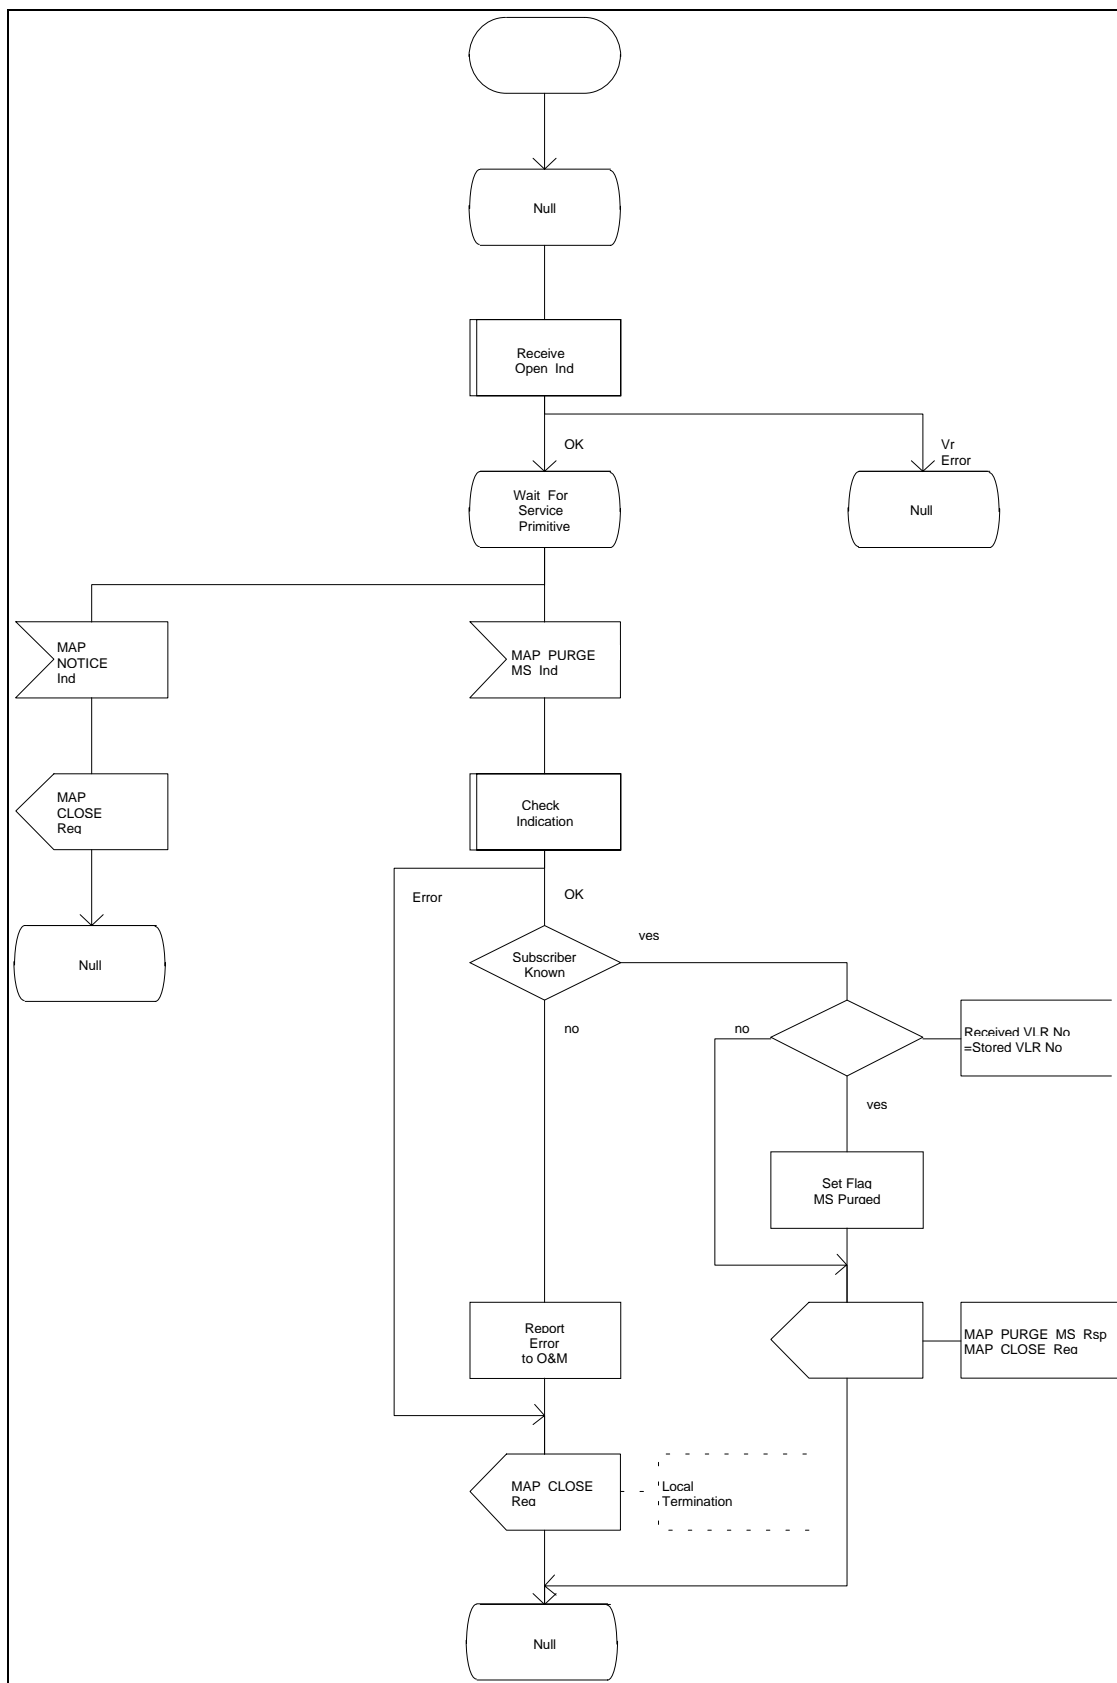 Null
Receive
Open Ind
OK
Vr
Error
Wait For
Service
Primitive
Null
MAP
NOTICE
Ind
MAP PURGE
MS Ind
MAP
CLOSE
Req
Check
Indication
Error
OK
Null
Subscriber
Known
yes
no
no
Received VLR No
=Stored VLR No
yes
Set Flag
MS Purged
Report
Error
to O&M
MAP PURGE MS Rsp
MAP CLOSE Req
MAP CLOSE
Req
Local
Termination
Null